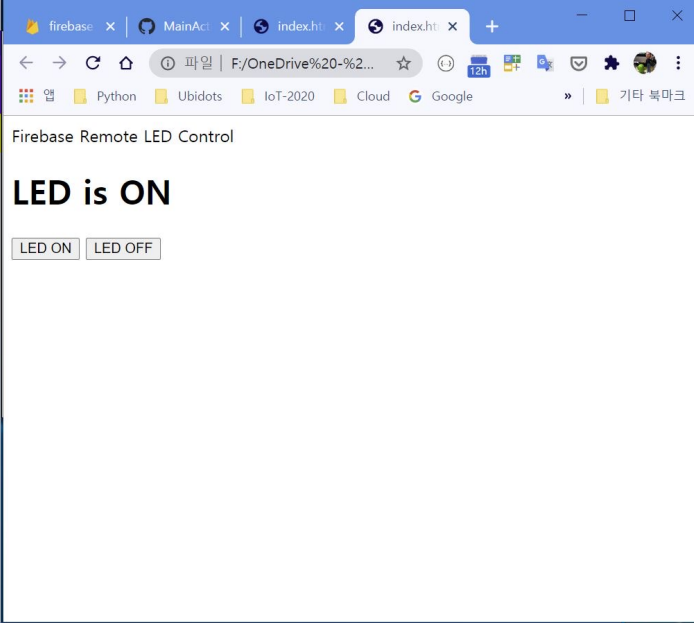 firebase MainAct index.ht index.ht
파일 F:/OneDrive%20-%2... 12h
앱 Python Ubidots IoT-2020 Cloud G Google » 기타 북마크
Firebase Remote LED Control
LED is ON
LED ON LED OFF